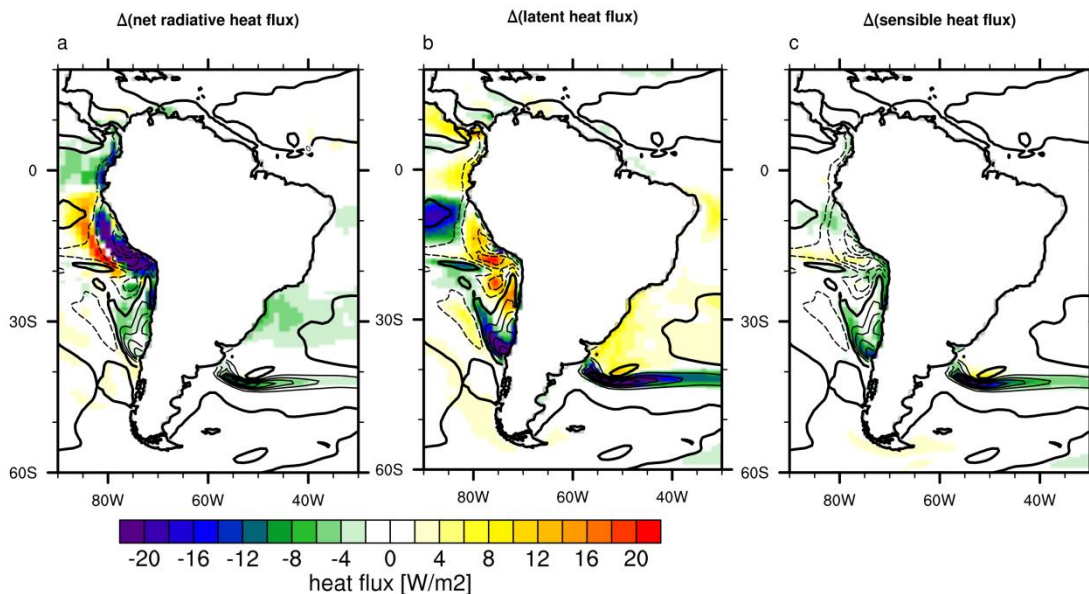 Δ(net radiative heat flux) Δ(latent heat flux) Δ(sensible heat flux)
a b c
0 0 0
30S 30S 30S
60S 60S 60S
80W 60W 40W 80W 60W 40W 80W 60W 40W
-20 -16 -12 -8 -4 0 4 8 12 16 20
heat flux [W/m2]